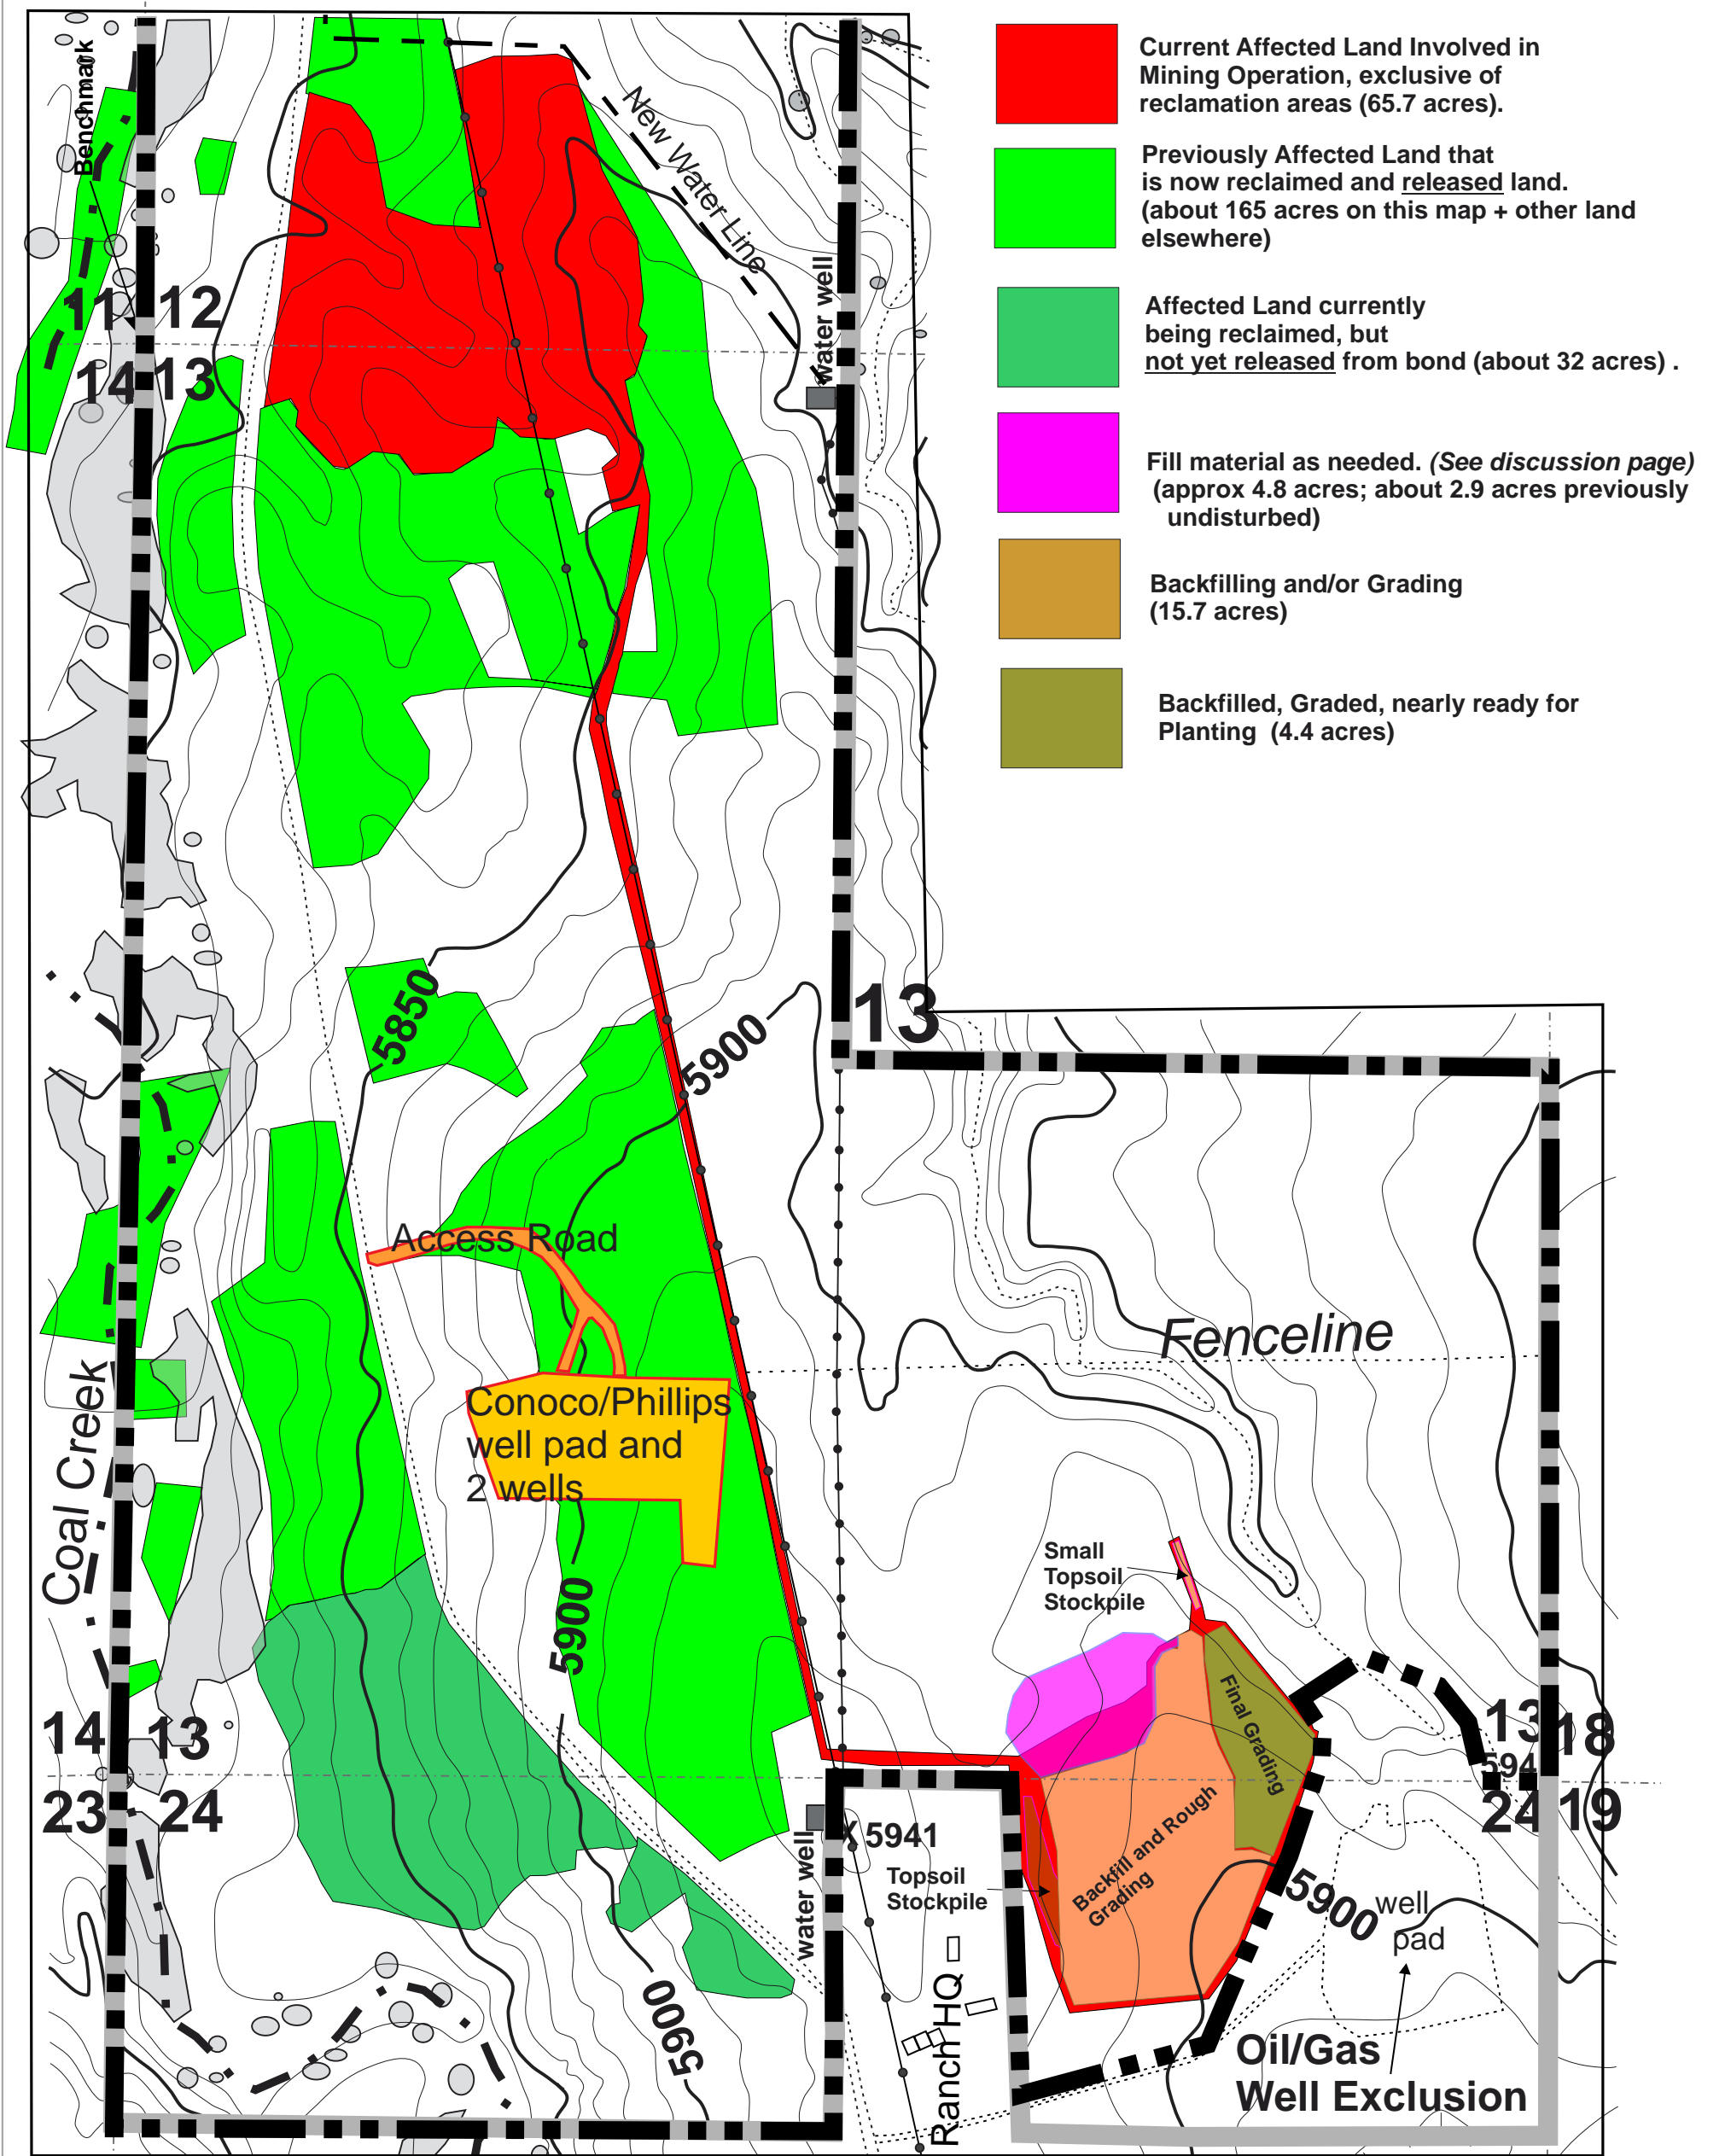 Current Affected Land Involved in
Mining Operation, exclusive of
reclamation areas (65.7 acres).
Previously Affected Land that
is now reclaimed and released land.
(about 165 acres on this map + other land
elsewhere)
Affected Land currently
being reclaimed, but
not yet released from bond (about 32 acres) .
Fill material as needed. (See discussion page)
(approx 4.8 acres; about 2.9 acres previously
undisturbed)
Backfilling and/or Grading
(15.7 acres)
Backfilled, Graded, nearly ready for
Planting (4.4 acres)
Benchmark
New Water Line
water well
11 12
14 13
13
5850
5900
Access Road
Fenceline
Conoco/Phillips
well pad and
2 wells
Coal Creek
5900
Small
Topsoil
Stockpile
Final Grading
14 13
23 24
13 18
594
24 19
X 5941
water well
Topsoil
Stockpile
Backfill and Rough
Grading
5900
well
pad
Ranch HQ
5900
Oil/Gas
Well Exclusion